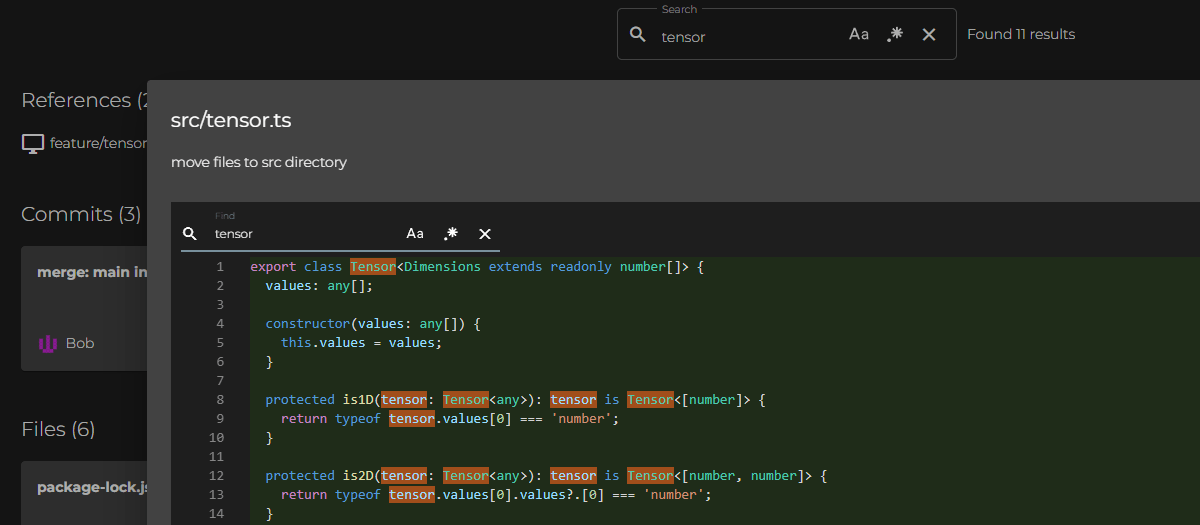 Search
tensor Aa .* Found 11 results
References (2
feature/tensor
src/tensor.ts
move files to src directory
Commits (3)
merge: main in
Bob
Files (6)
package-lock.js
Find
tensor Aa .*
1 export class Tensor<Dimensions extends readonly number[]> {
2 values: any[];
3
4 constructor(values: any[]) {
5 this.values = values;
6 }
7
8 protected is1D(tensor: Tensor<any>): tensor is Tensor<[number]> {
9 return typeof tensor.values[0] === 'number';
10 }
11
12 protected is2D(tensor: Tensor<any>): tensor is Tensor<[number, number]> {
13 return typeof tensor.values[0].values?.[0] === 'number';
14 }